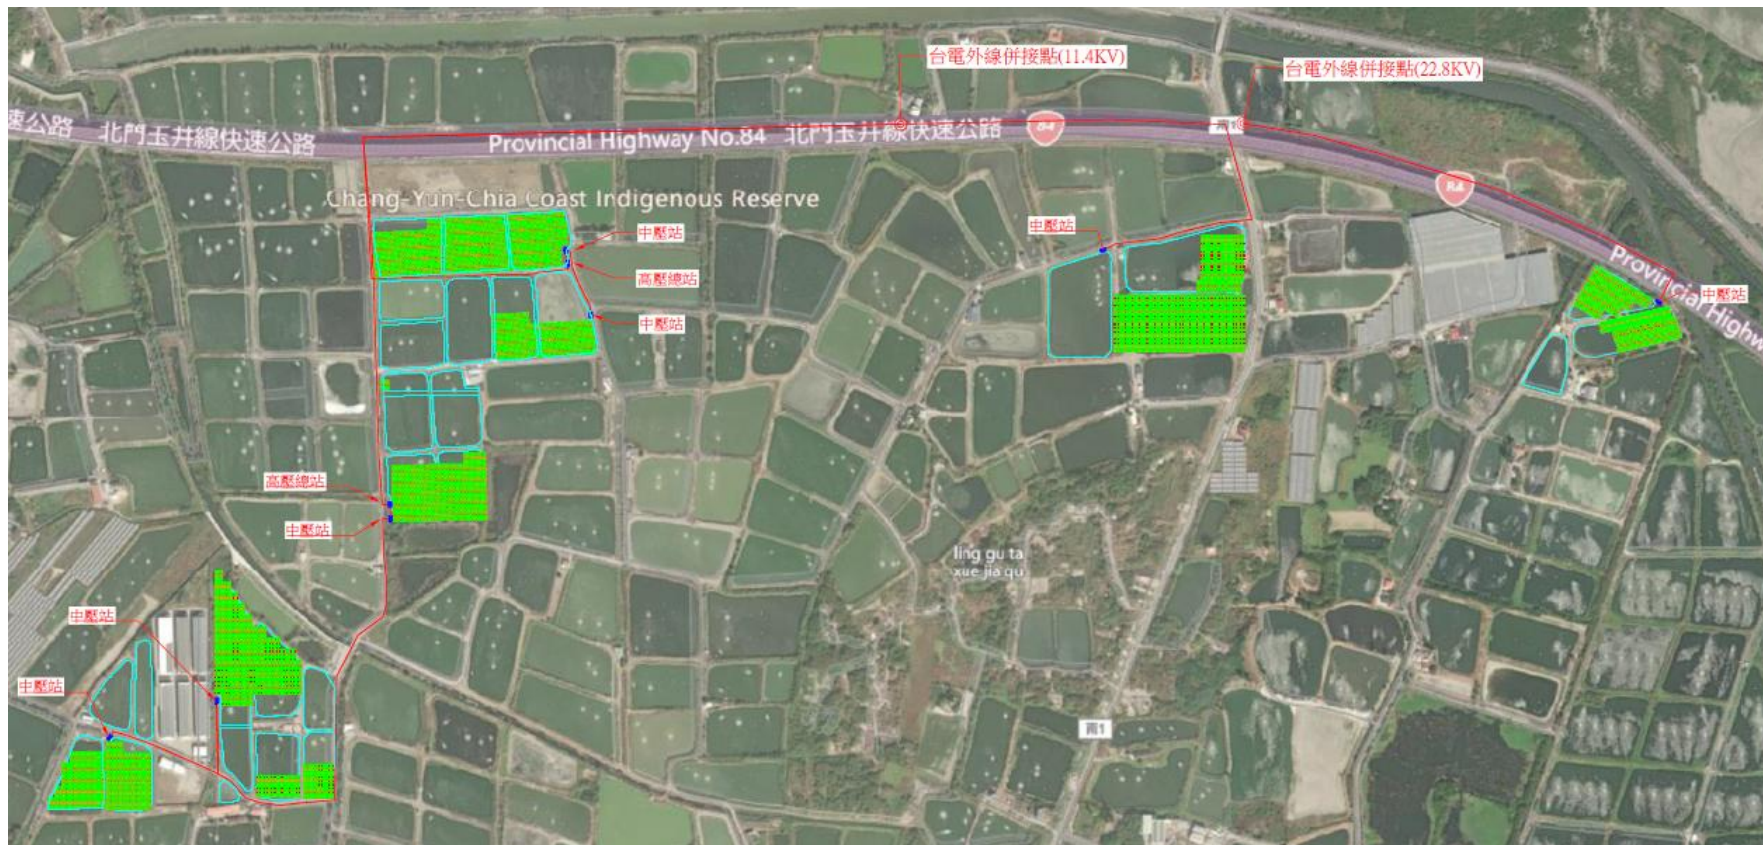 台電外線併接點(11.4KV)
台電外線併接點(22.8KV)
速公路
北門玉井線快速公路
Provincial Highway No.84 北門玉井線快速公路
84
南1
84
Chang-Yun-Chia Coast Indigenous Reserve
中壓站
高壓總站
中壓站
中壓站
Provincial Highw
中壓站
高壓總站
中壓站
ling gu ta
xue jia qu
中壓站
中壓站
南1